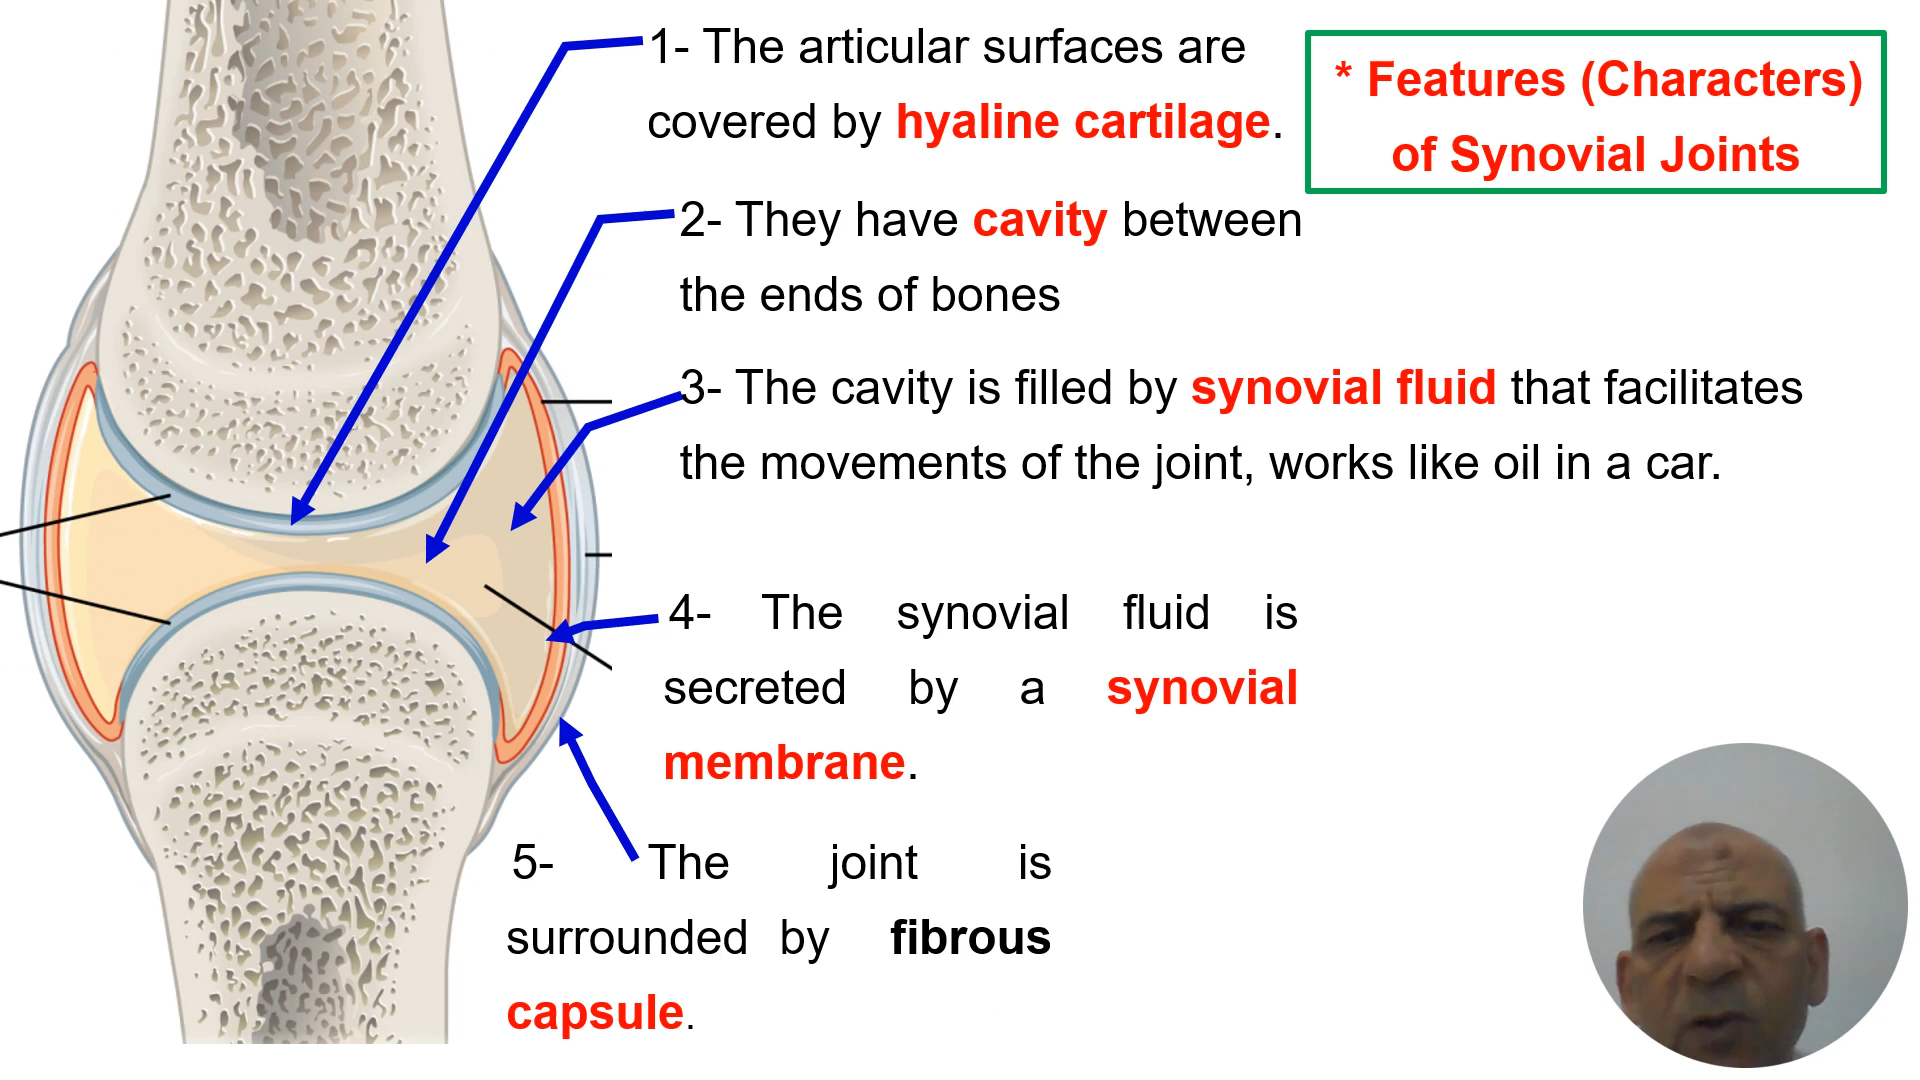 * Features (Characters)
of Synovial Joints
1- The articular surfaces are
covered by hyaline cartilage.
2- They have cavity between
the ends of bones
3- The cavity is filled by synovial fluid that facilitates
the movements of the joint, works like oil in a car.
4- The synovial fluid is
secreted by a synovial
membrane.
5- The joint is
surrounded by fibrous
capsule.